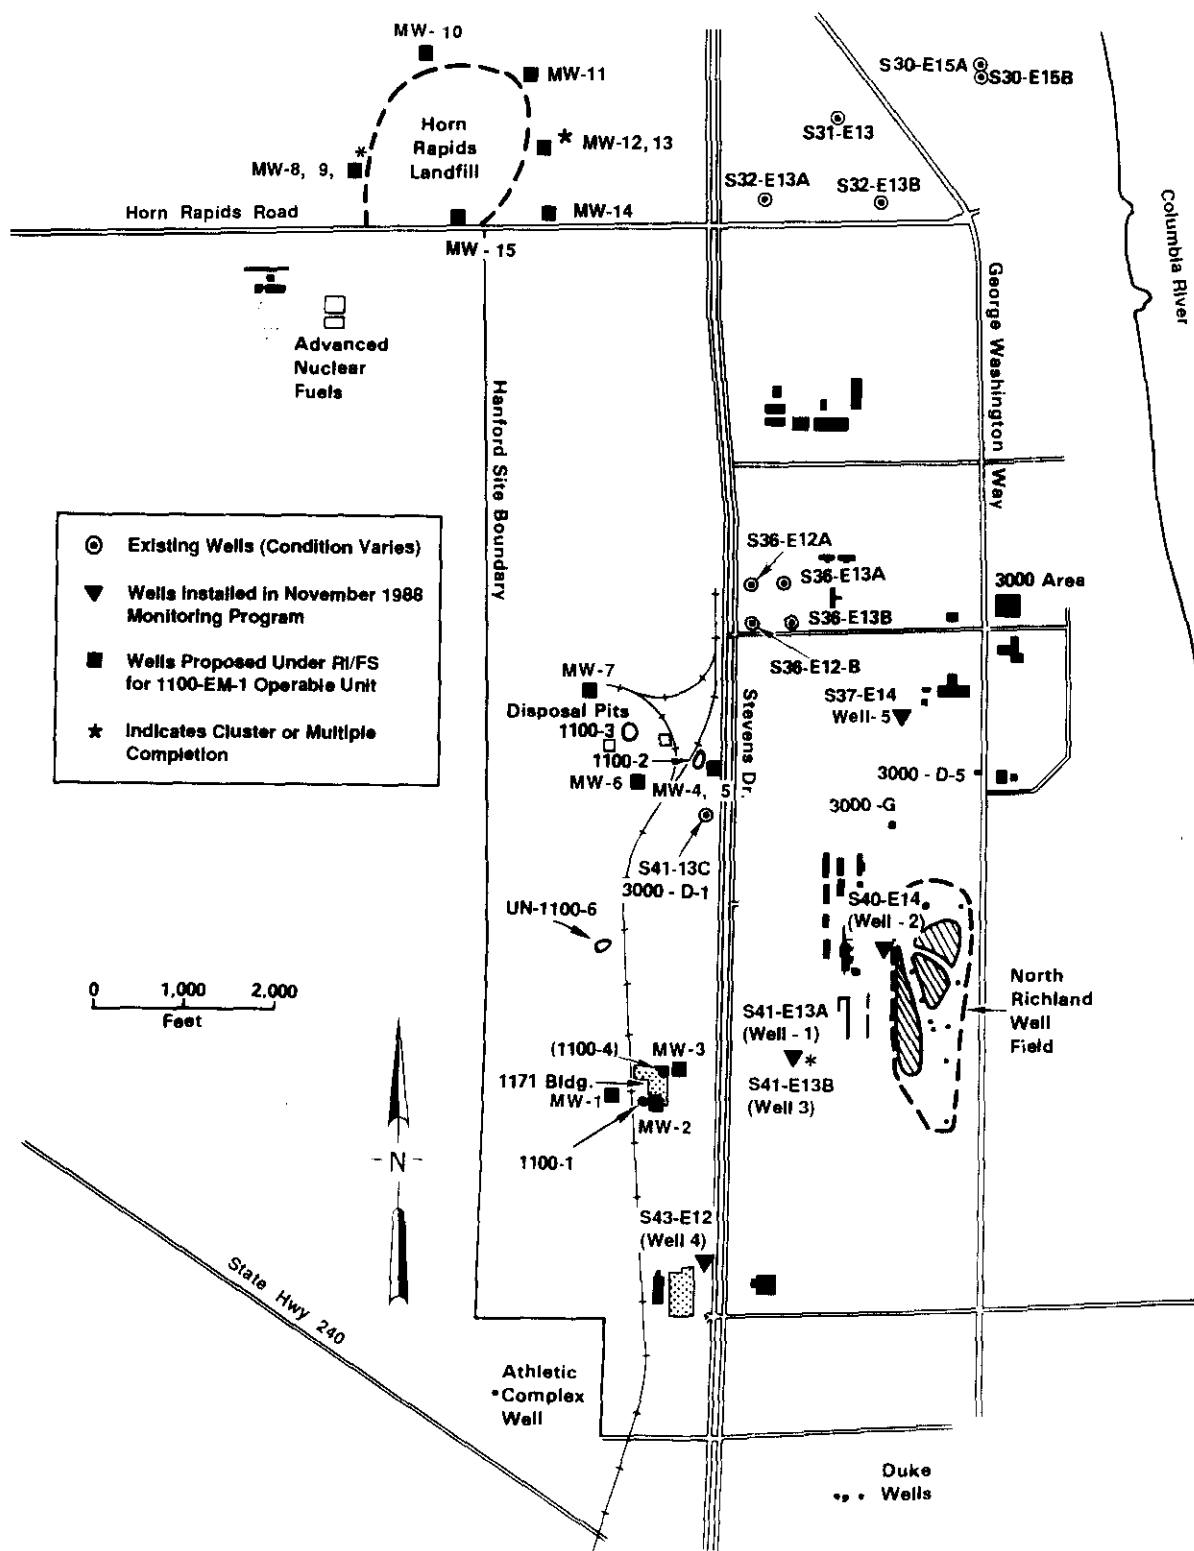 MW- 10
MW-11
Horn
Rapids
Landfill
* MW-12, 13
*
MW-8, 9,
MW-14
Horn Rapids Road
MW - 15
S30-E15A
S30-E15B
S31-E13
S32-E13A
S32-E13B
Columbia River
George Washington Way
Advanced
Nuclear
Fuels
Hanford Site Boundary
Existing Wells (Condition Varies)
Wells Installed in November 1988
Monitoring Program
Wells Proposed Under RI/FS
for 1100-EM-1 Operable Unit
* Indicates Cluster or Multiple
Completion
S36-E12A
S36-E13A
S36-E13B
S36-E12-B
3000 Area
MW-7
Disposal Pits
1100-3
1100-2
MW-6
MW-4, 5
Stevens Dr.
S37-E14
Well- 5
3000 - D-5
3000 -G
S41-13C
3000 - D-1
UN-1100-6
S40-E14
(Well - 2)
North
Richland
Well
Field
0 1,000 2,000
Feet
S41-E13A
(Well - 1)
*
S41-E13B
(Well 3)
(1100-4)
MW-3
1171 Bldg.
MW-1
MW-2
1100-1
N
S43-E12
(Well 4)
State Hwy 240
Athletic
Complex
Well
Duke
Wells